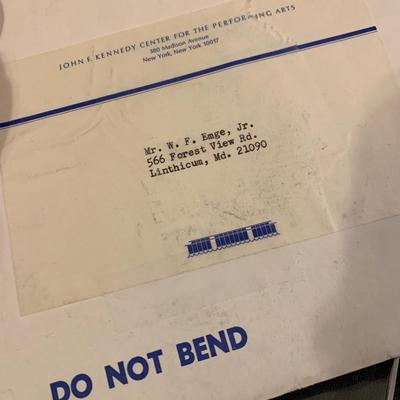 JOHN F. KENNEDY CENTER FOR THE PERFORMING ARTS
580 Madison Avenue
New York, New York 10017
Mr. W. F. Emge, Jr.
566 Forest View Rd.
Linthicum, Md. 21090
DO NOT BEND